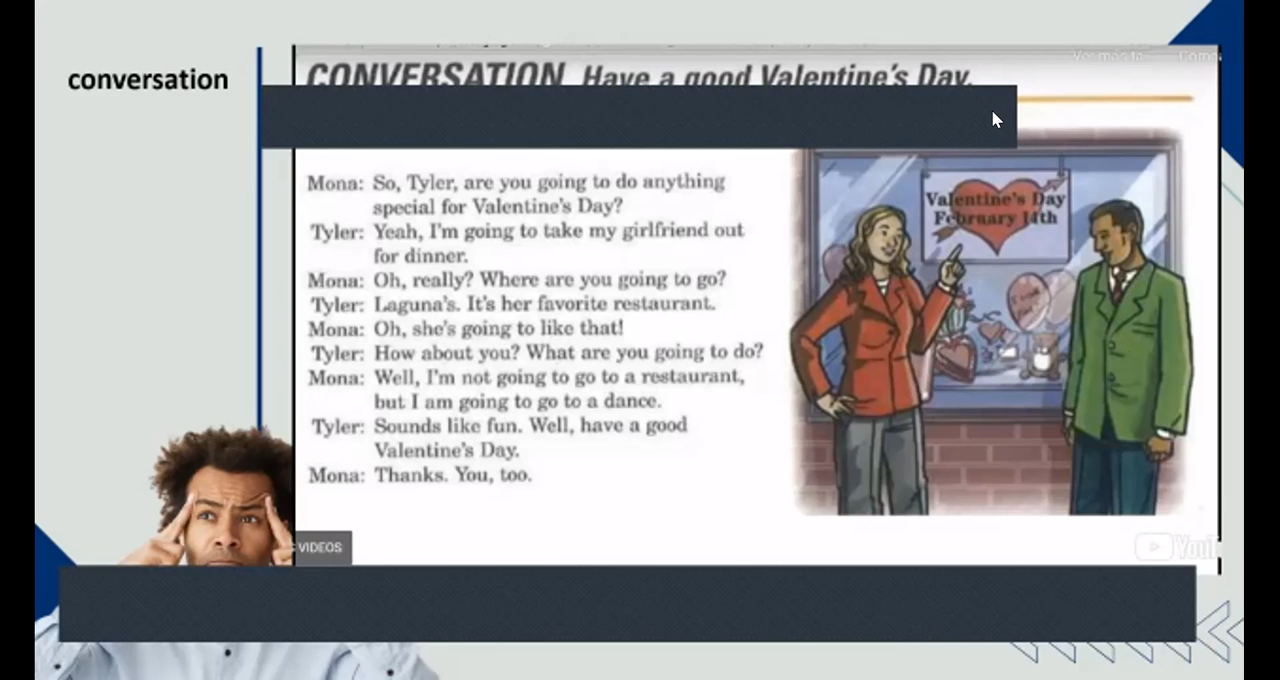 conversation
CONVERSATION Have a good Valentine's Day.
Mona: So, Tyler, are you going to do anything
special for Valentine's Day?
Tyler: Yeah, I'm going to take my girlfriend out
for dinner.
Mona: Oh, really? Where are you going to go?
Tyler: Laguna's. It's her favorite restaurant.
Mona: Oh, she's going to like that!
Tyler: How about you? What are you going to do?
Mona: Well, I'm not going to go to a restaurant,
but I am going to go to a dance.
Tyler: Sounds like fun. Well, have a good
Valentine's Day.
Mona: Thanks. You, too.
Valentine's Day
February 14th
VIDEOS